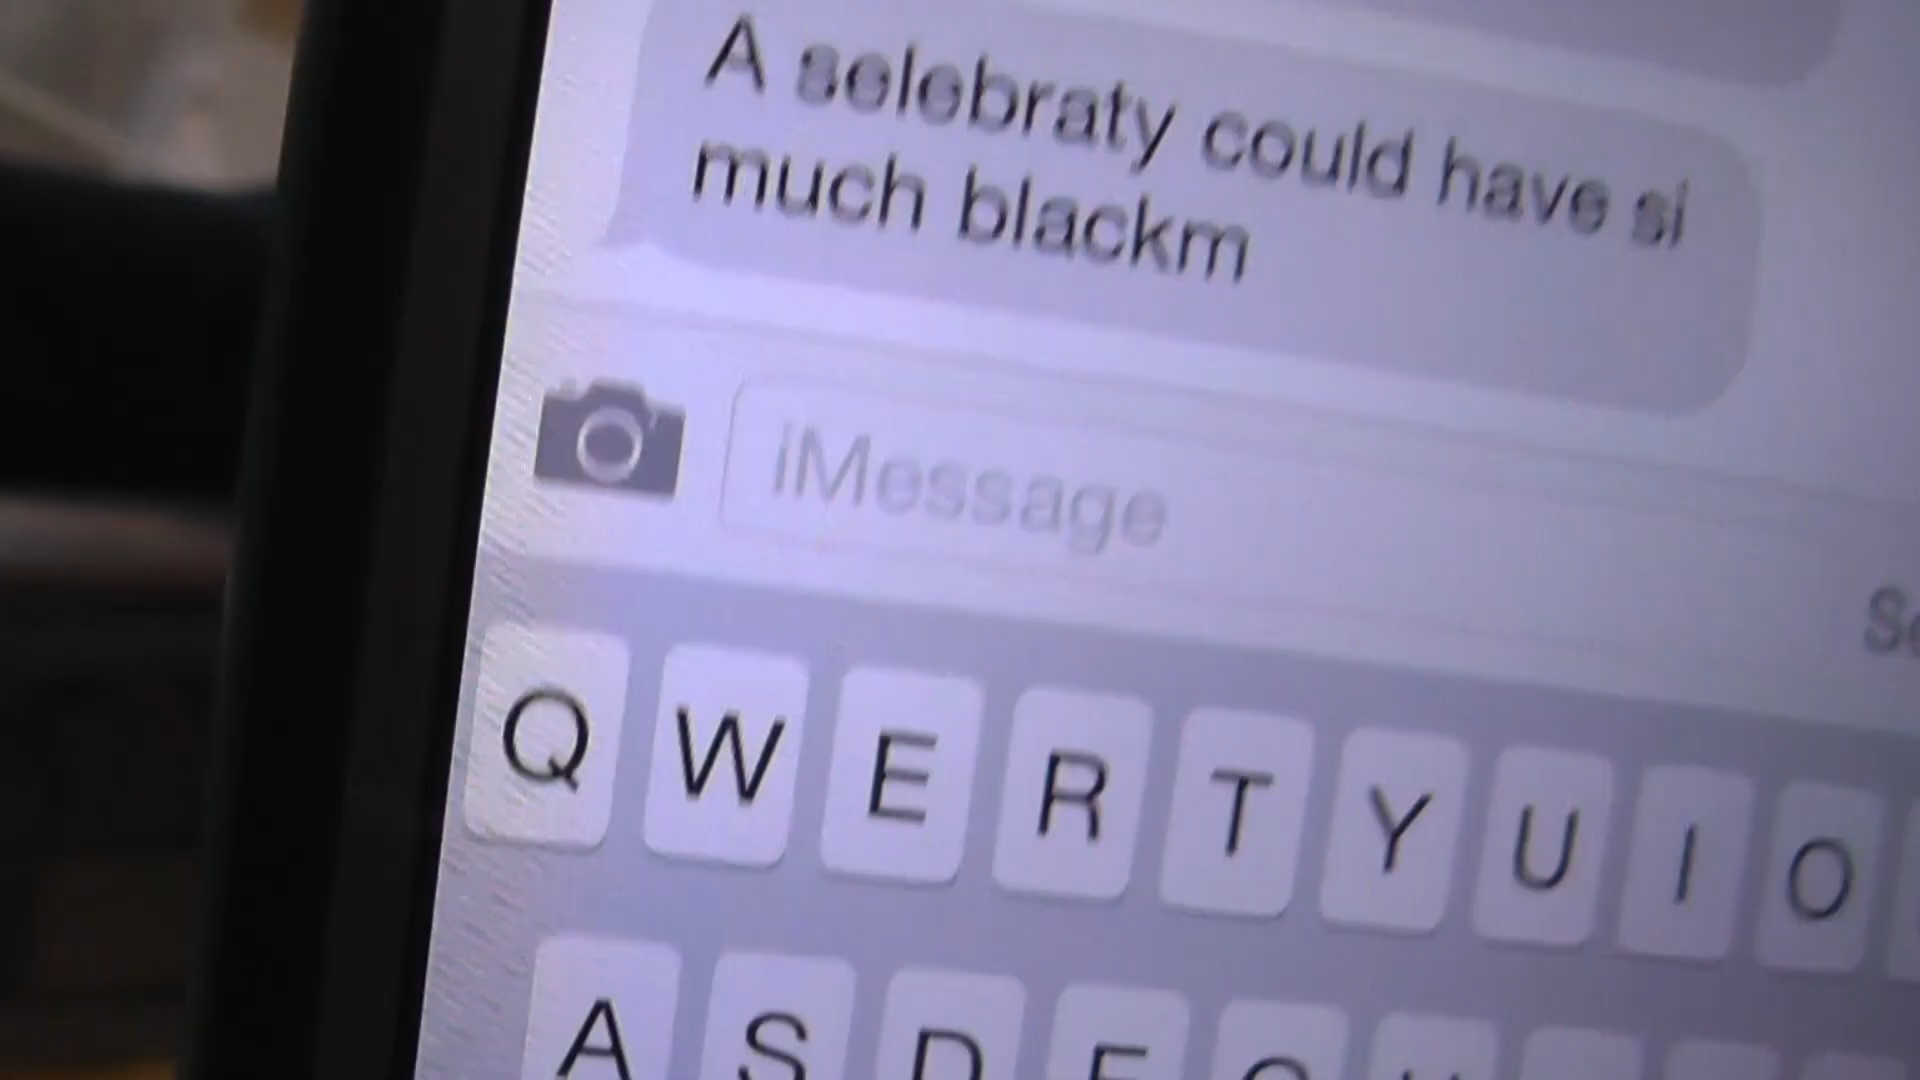 A selebraty could have si
much blackm
iMessage
Q W E R T Y U I O
A S D F